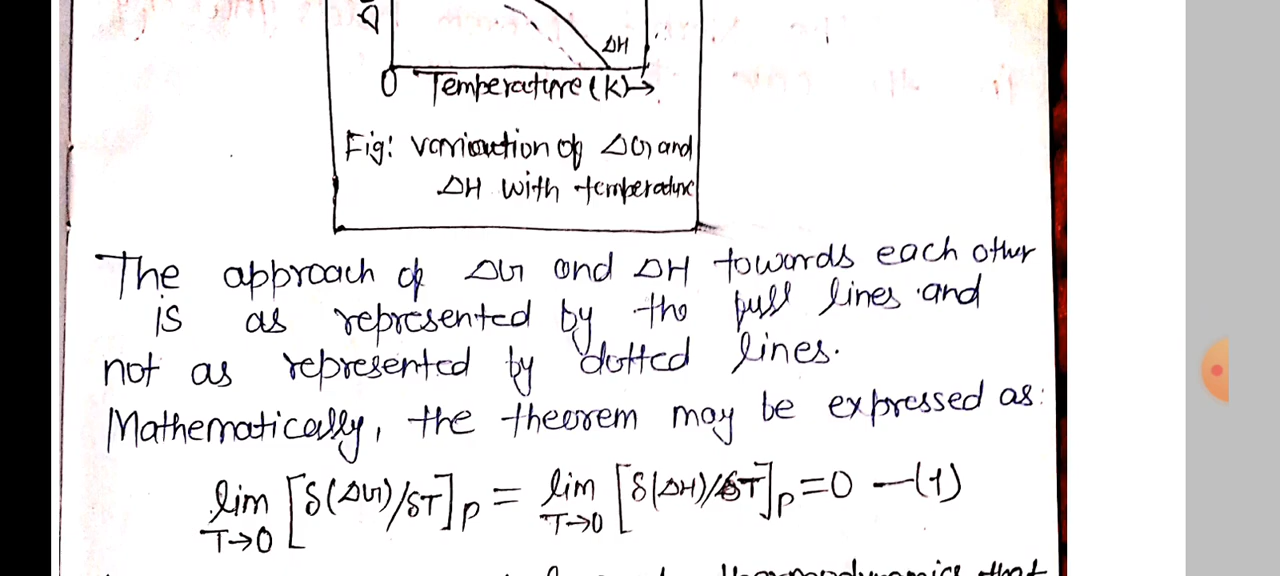 ΔH
0 Temperature (K)→
Fig: variation of ΔG and
ΔH with temperature
The approach of ΔG and ΔH towards each other
is as represented by the full lines and
not as represented by dotted lines.
Mathematically, the theorem may be expressed as:
lim T→0 [δ(ΔG)/δT]P = lim T→0 [δ(ΔH)/δT]P = 0 —(1)
that